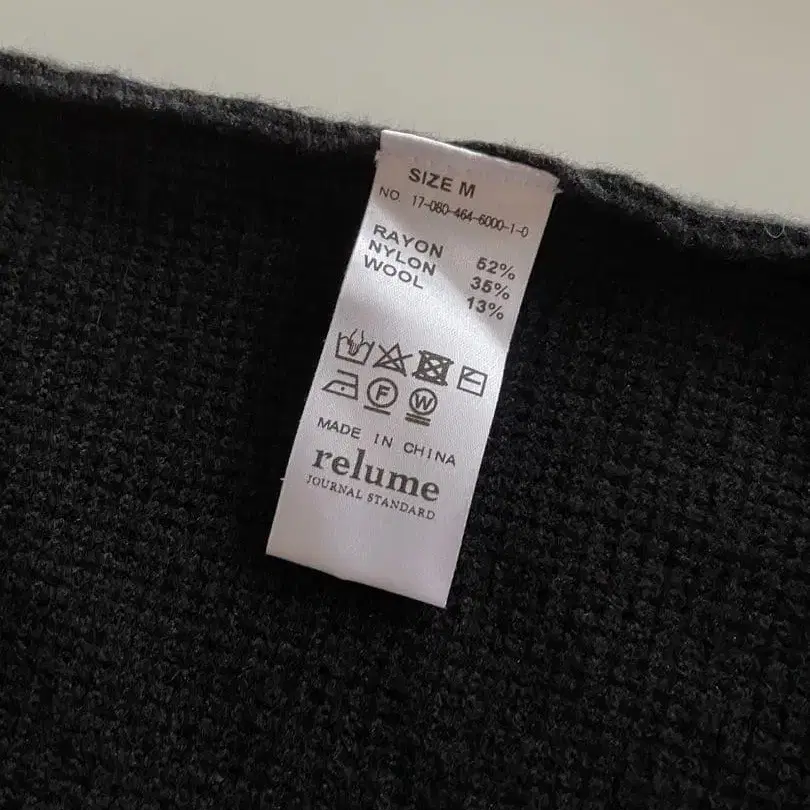 SIZE M
NO. 17-080-464-6000-1-0
RAYON 52%
NYLON 35%
WOOL 13%
F W
MADE IN CHINA
relume
JOURNAL STANDARD